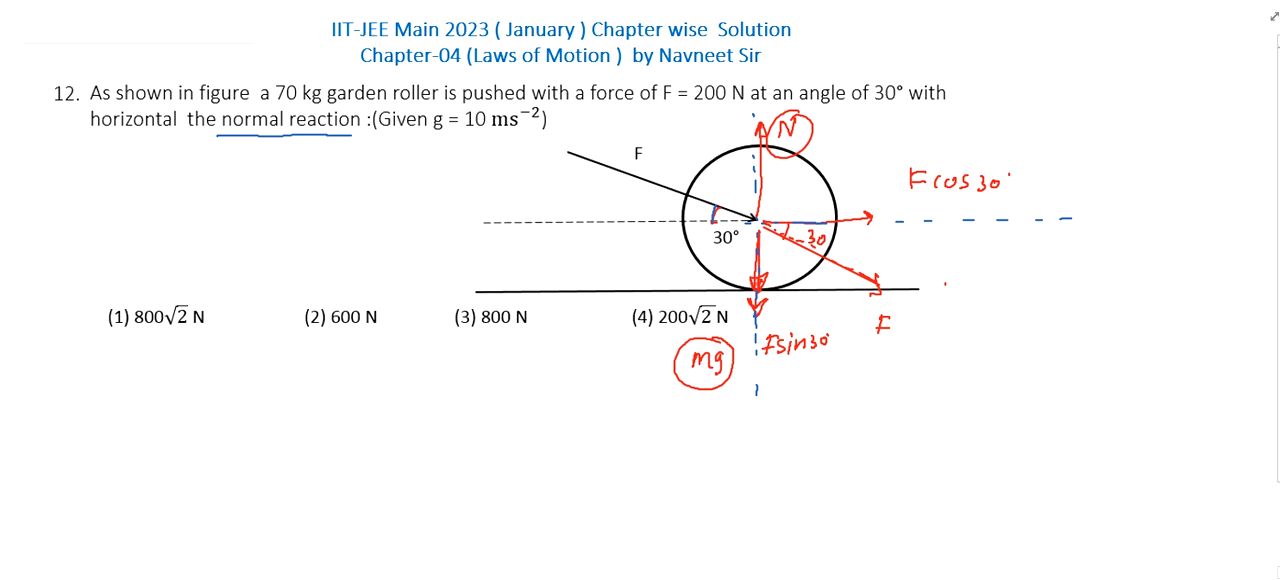 IIT-JEE Main 2023 ( January ) Chapter wise Solution
Chapter-04 (Laws of Motion ) by Navneet Sir
12. As shown in figure a 70 kg garden roller is pushed with a force of F = 200 N at an angle of 30° with
horizontal the normal reaction :(Given g = 10 ms⁻²)
N
F
F cos 30°
30°
30
(1) 800√2 N (2) 600 N (3) 800 N (4) 200√2 N
F
Fsin30°
mg